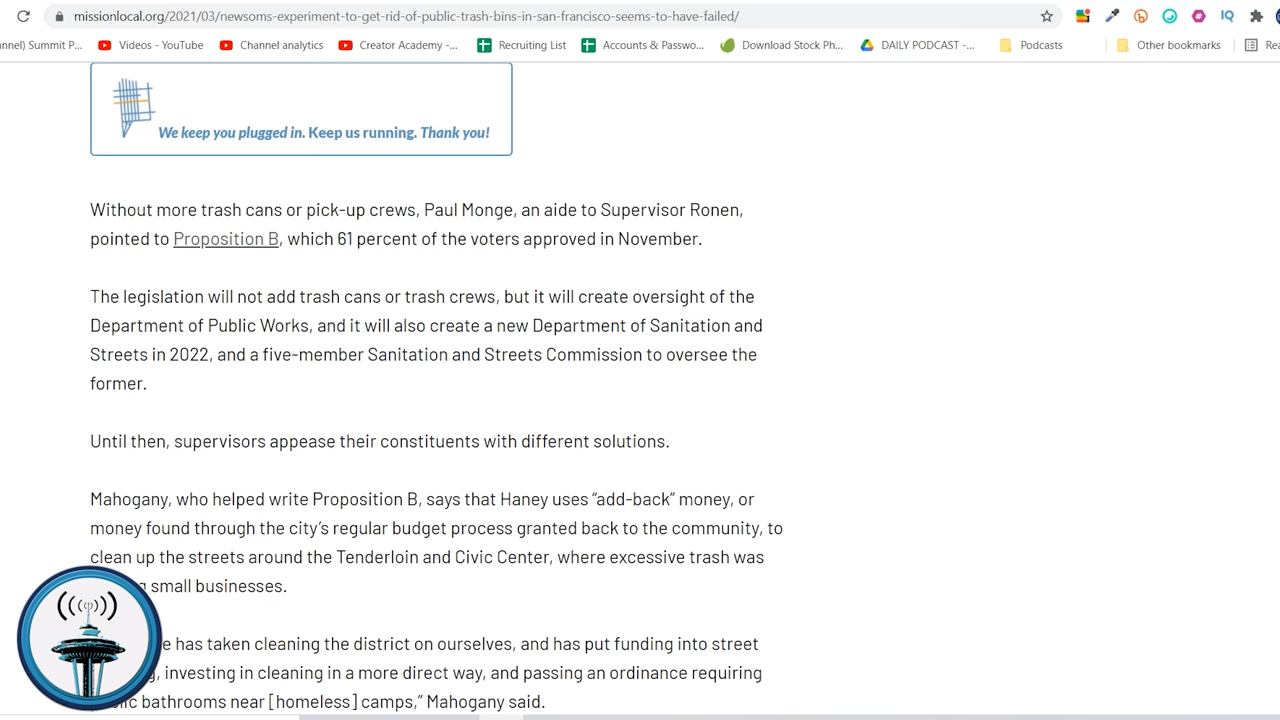 missionlocal.org/2021/03/newsoms-experiment-to-get-rid-of-public-trash-bins-in-san-francisco-seems-to-have-failed/
IQ
nnel) Summit P... Videos - YouTube Channel analytics Creator Academy -... Recruiting List Accounts & Passwo... Download Stock Ph... DAILY PODCAST -... Podcasts Other bookmarks Rea
We keep you plugged in. Keep us running. Thank you!
Without more trash cans or pick-up crews, Paul Monge, an aide to Supervisor Ronen,
pointed to Proposition B, which 61 percent of the voters approved in November.
The legislation will not add trash cans or trash crews, but it will create oversight of the
Department of Public Works, and it will also create a new Department of Sanitation and
Streets in 2022, and a five-member Sanitation and Streets Commission to oversee the
former.
Until then, supervisors appease their constituents with different solutions.
Mahogany, who helped write Proposition B, says that Haney uses “add-back” money, or
money found through the city’s regular budget process granted back to the community, to
clean up the streets around the Tenderloin and Civic Center, where excessive trash was
small businesses.
has taken cleaning the district on ourselves, and has put funding into street
, investing in cleaning in a more direct way, and passing an ordinance requiring
bathrooms near [homeless] camps,” Mahogany said.